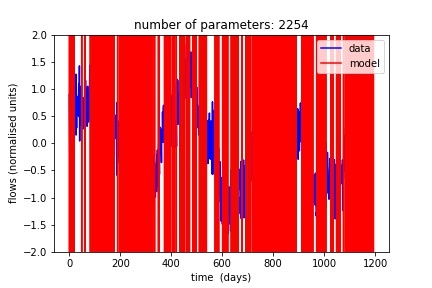 number of parameters: 2254
data
model
flows (normalised units)
2.0
1.5
1.0
0.5
0.0
−0.5
−1.0
−1.5
−2.0
0 200 400 600 800 1000 1200
time (days)